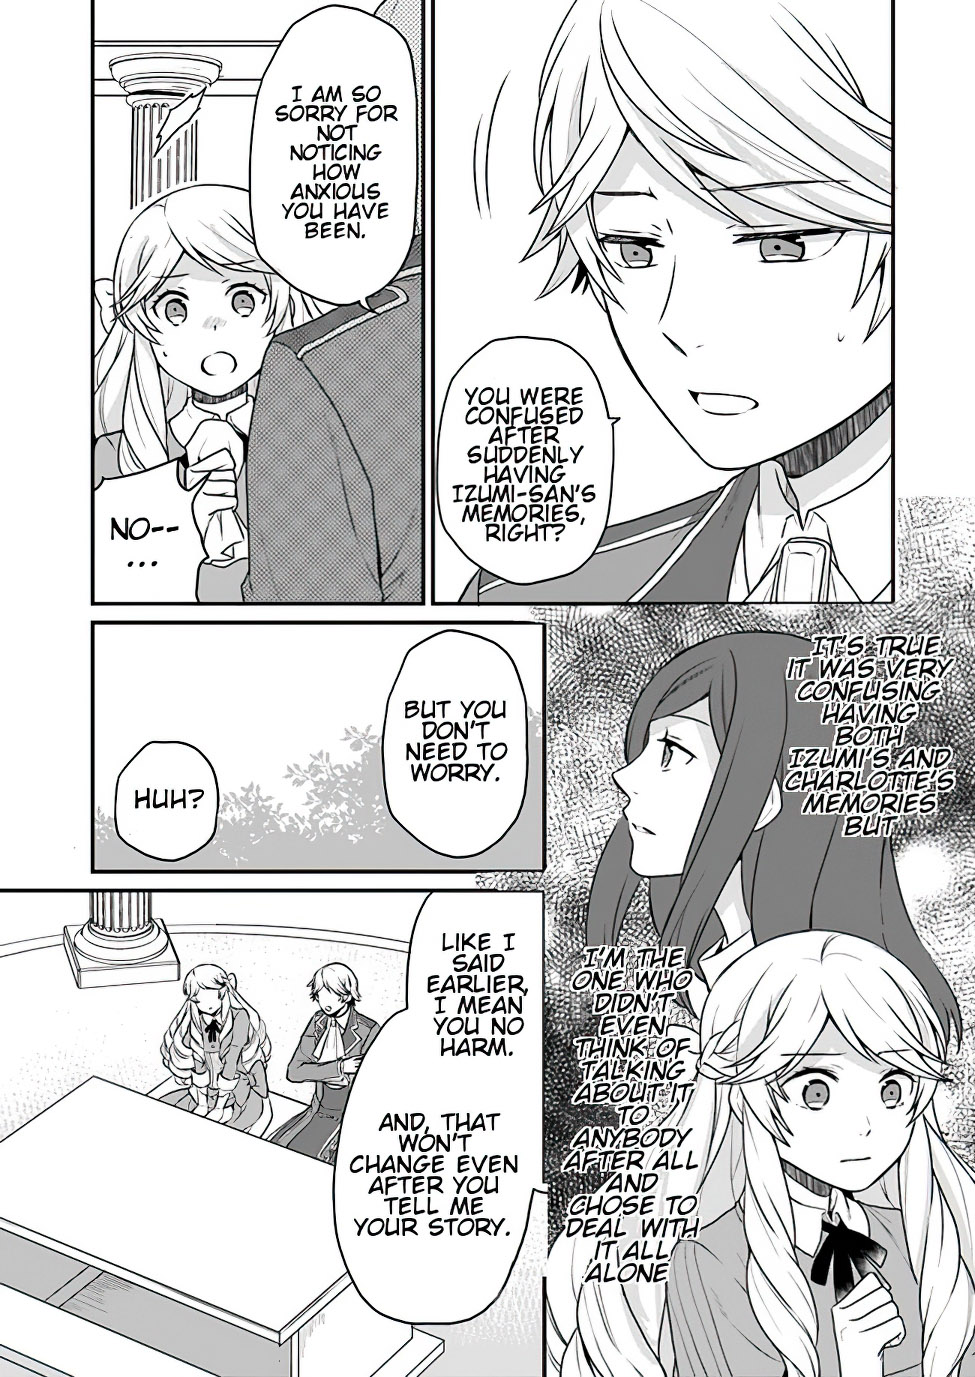 YOU WERE
CONFUSED
AFTER
SUDDENLY
HAVING
IZUMI-SAN'S
MEMORIES,
RIGHT?
I AM SO
SORRY FOR
NOT
NOTICING
HOW
ANXIOUS
YOU HAVE
BEEN.
NO--
...
IT'S TRUE
IT WAS VERY
CONFUSING
HAVING
BOTH
IZUMI'S AND
CHARLOTTE'S
MEMORIES
BUT
I'M THE
ONE WHO
DIDN'T
EVEN
THINK OF
TALKING
ABOUT IT
TO
ANYBODY
AFTER ALL
AND
CHOSE TO
DEAL WITH
IT ALL
ALONE
BUT YOU
DON'T
NEED TO
WORRY.
HUH?
LIKE I
SAID
EARLIER,
I MEAN
YOU NO
HARM.
AND, THAT
WON'T
CHANGE EVEN
AFTER YOU
TELL ME
YOUR STORY.